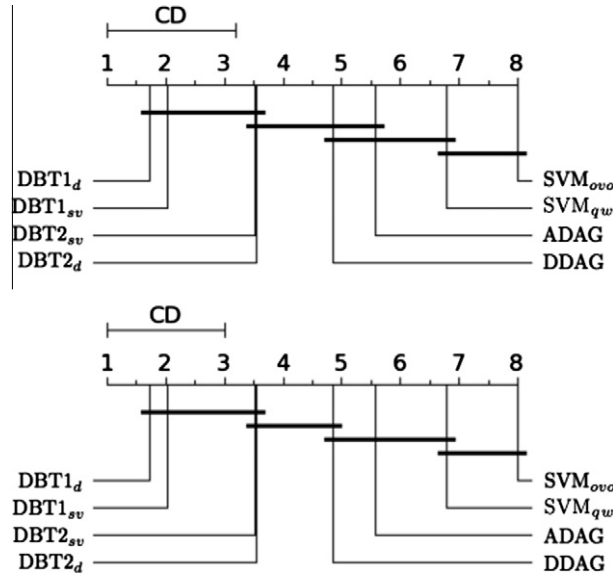 CD
1 2 3 4 5 6 7 8
DBT1d SVMovo
DBT1sv SVMqw
DBT2sv ADAG
DBT2d DDAG
CD
1 2 3 4 5 6 7 8
DBT1d SVMovo
DBT1sv SVMqw
DBT2sv ADAG
DBT2d DDAG